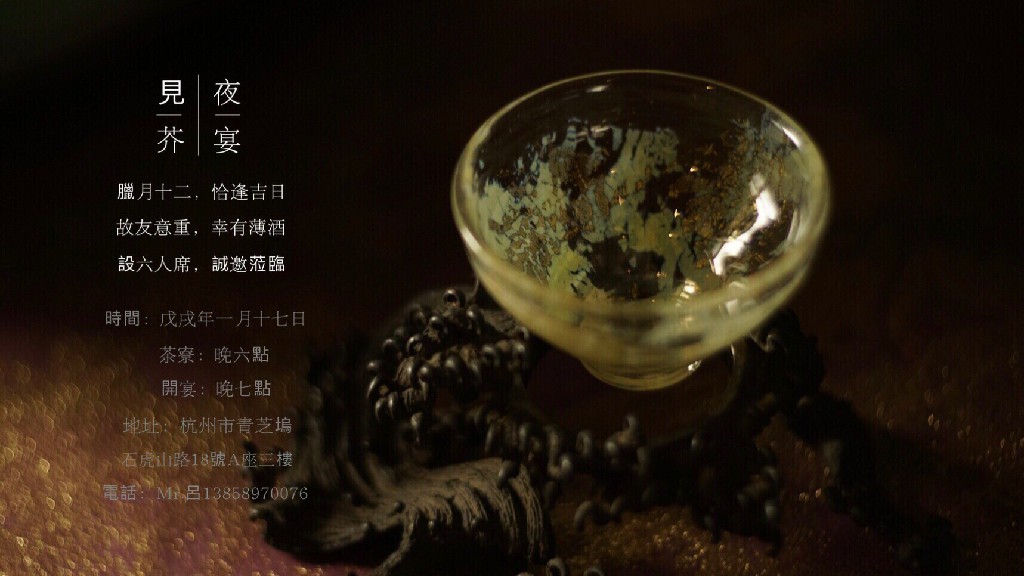 見芥
夜宴
臘月十二，恰逢吉日
故友意重，幸有薄酒
設六人席，誠邀蒞臨
時間：戊戌年一月十七日
茶寮：晚六點
開宴：晚七點
地址：杭州市青芝塢
石虎山路18號A座三樓
電話：Mr.呂13858970076